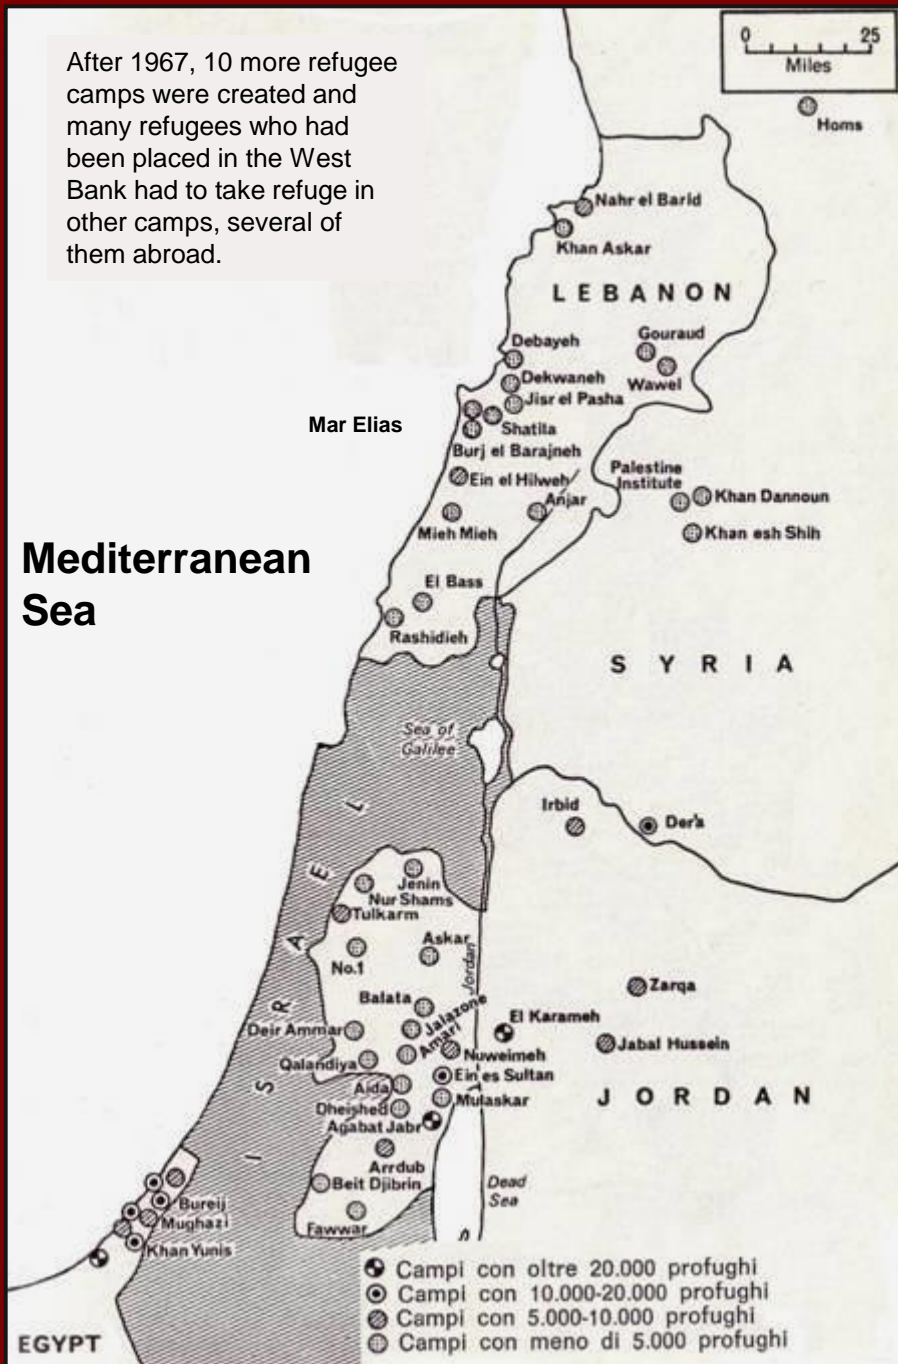 After 1967, 10 more refugee
camps were created and
many refugees who had
been placed in the West
Bank had to take refuge in
other camps, several of
them abroad.
0 25
Miles
Homs
Nahr el Barid
Khan Askar
LEBANON
Debayeh
Gouraud
Dekwaneh
Wawel
Jisr el Pasha
Mar Elias
Shatila
Burj el Barajneh
Ein el Hilweh
Palestine
Institute
Khan Dannoun
Anjar
Mieh Mieh
Khan esh Shih
Mediterranean
Sea
El Bass
Rashidieh
SYRIA
Sea of
Galilee
Irbid
Der'a
ISRAEL
Jenin
Nur Shams
Tulkarm
Askar
No.1
Jordan
Zarqa
Balata
Jalazone
El Karameh
Deir Ammar
Amari
Jabal Hussein
Nuweimeh
Qalandiya
Ein es Sultan
Aida
Mulaskar
JORDAN
Dheished
Agabat Jabr
Arrdub
Beit Djibrin
Dead
Sea
Bureij
Mughazi
Fawwar
Khan Yunis
Campi con oltre 20.000 profughi
Campi con 10.000-20.000 profughi
Campi con 5.000-10.000 profughi
Campi con meno di 5.000 profughi
EGYPT